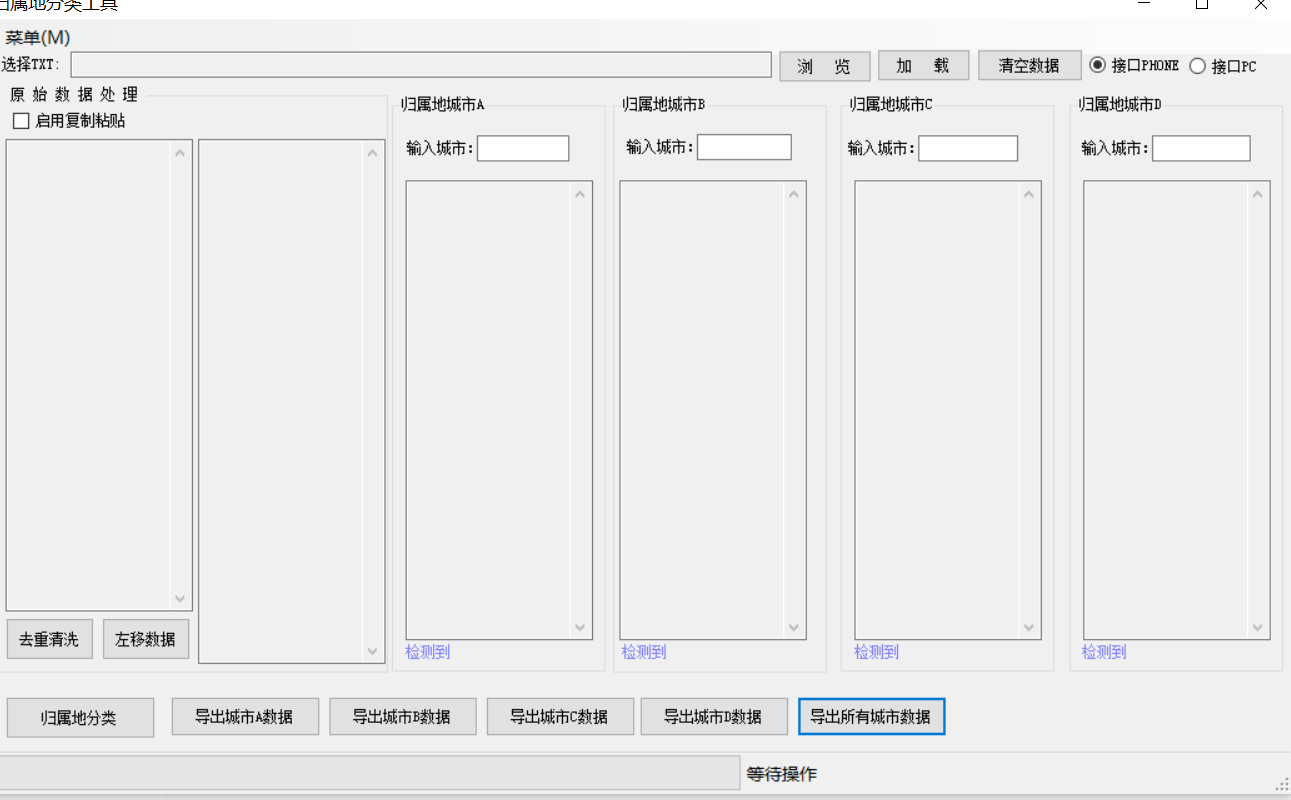 归属地分类工具
菜单(M)
选择TXT:
浏 览
加 载
清空数据
接口PHONE
接口PC
原 始 数 据 处 理
启用复制粘贴
归属地城市A
归属地城市B
归属地城市C
归属地城市D
输入城市:
输入城市:
输入城市:
输入城市:
去重清洗
左移数据
检测到
检测到
检测到
检测到
归属地分类
导出城市A数据
导出城市B数据
导出城市C数据
导出城市D数据
导出所有城市数据
等待操作